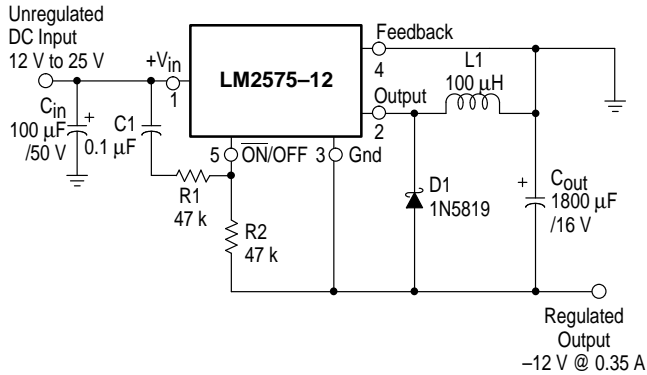 Unregulated
DC Input
12 V to 25 V
+Vin
1
LM2575–12
Feedback
4
L1
100 μH
Output
2
Cin
100 μF
/50 V
+
C1
0.1 μF
5
ON/OFF
3
Gnd
R1
47 k
R2
47 k
D1
1N5819
+
Cout
1800 μF
/16 V
Regulated
Output
–12 V @ 0.35 A